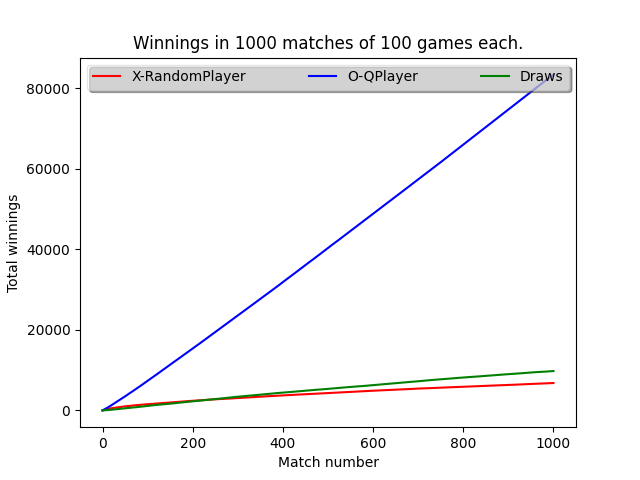 Winnings in 1000 matches of 100 games each.
X-RandomPlayer O-QPlayer Draws
80000
60000
40000
20000
0
Total winnings
0 200 400 600 800 1000
Match number